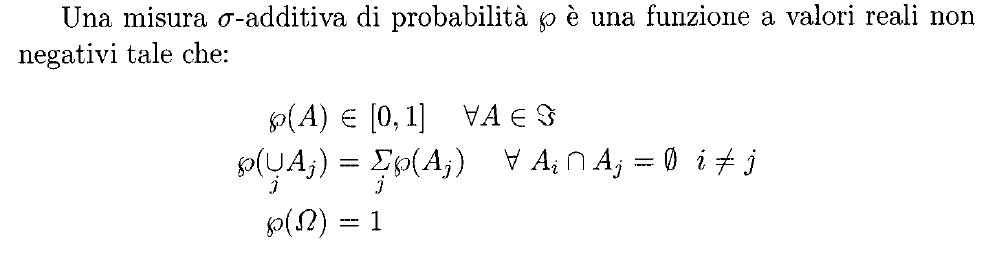 Una misura σ-additiva di probabilità ℘ è una funzione a valori reali non
negativi tale che:
℘(A) ∈ [0, 1] ∀A ∈ ℑ
℘(∪_j A_j) = Σ_j ℘(A_j) ∀ A_i ∩ A_j = ∅ i ≠ j
℘(Ω) = 1